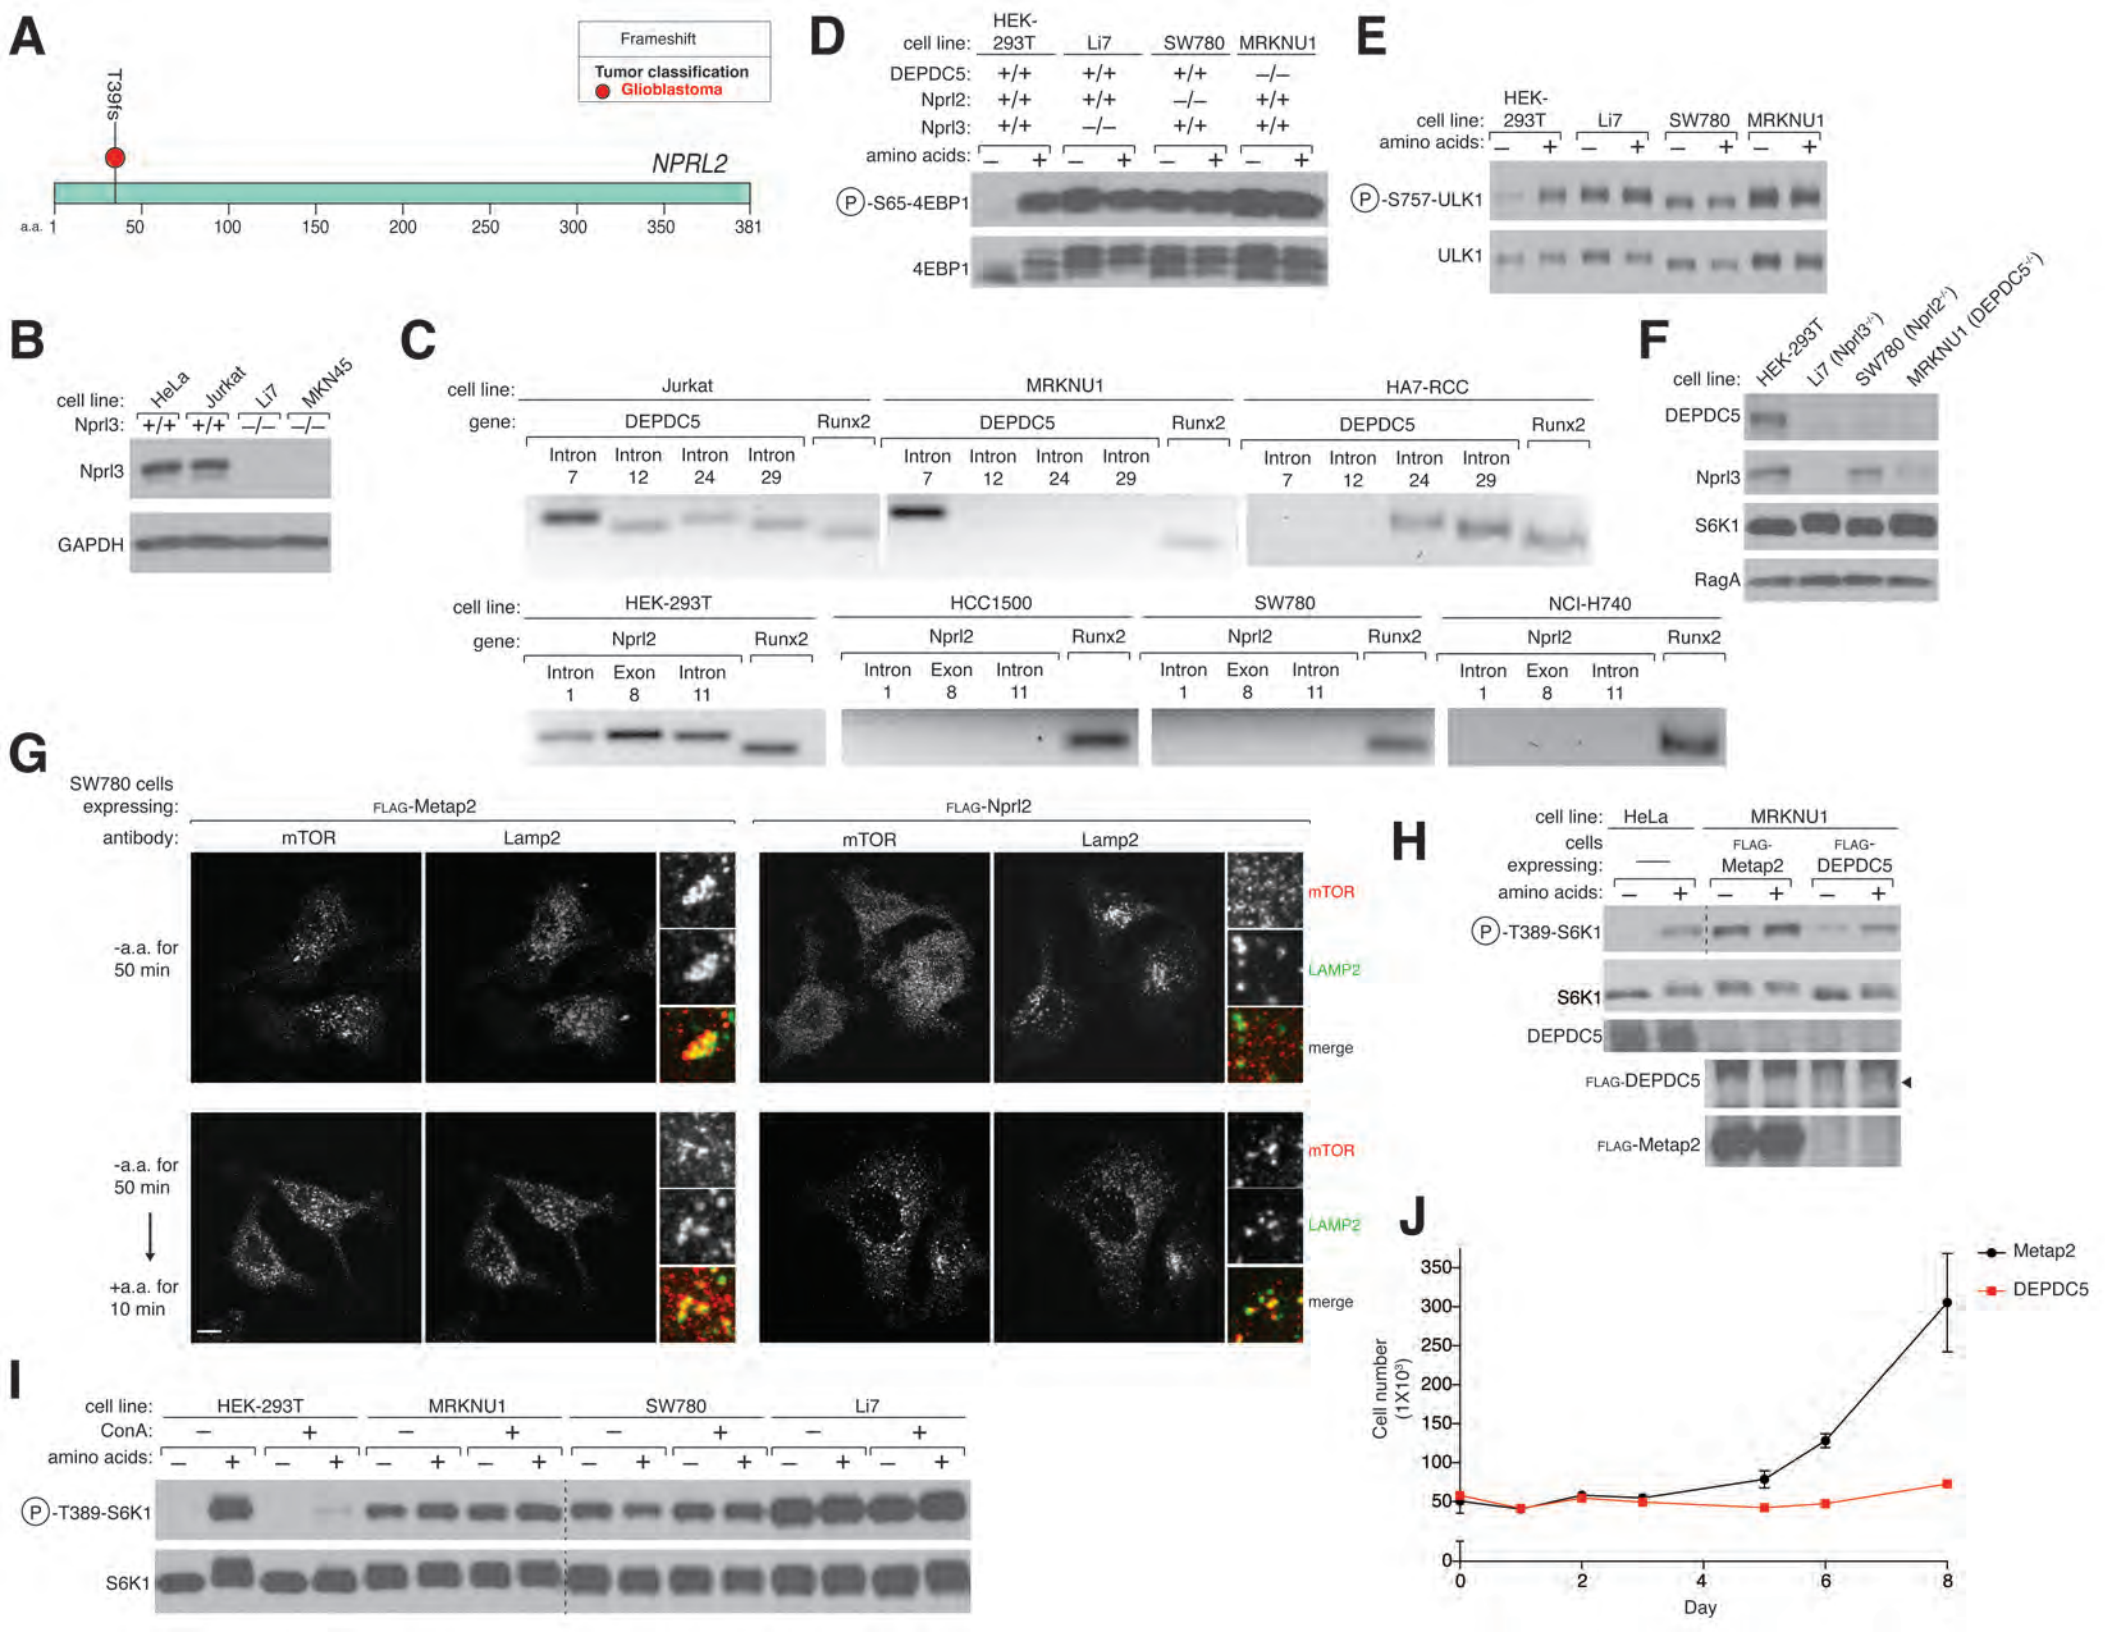 A
Frameshift
Tumor classification
Glioblastoma
T39fs
NPRL2
a.a. 1 50 100 150 200 250 300 350 381
B
cell line: HeLa Jurkat Li7 MKN45
Nprl3: +/+ +/+ –/– –/–
Nprl3
GAPDH
C
cell line: Jurkat MRKNU1 HA7-RCC
gene: DEPDC5 Runx2 DEPDC5 Runx2 DEPDC5 Runx2
Intron Intron Intron Intron Intron Intron Intron Intron Intron Intron Intron Intron
7 12 24 29 7 12 24 29 7 12 24 29
cell line: HEK-293T HCC1500 SW780 NCI-H740
gene: Nprl2 Runx2 Nprl2 Runx2 Nprl2 Runx2 Nprl2 Runx2
Intron Exon Intron Intron Exon Intron Intron Exon Intron Intron Exon Intron
1 8 11 1 8 11 1 8 11 1 8 11
D
HEK-
cell line: 293T Li7 SW780 MRKNU1
DEPDC5: +/+ +/+ +/+ –/–
Nprl2: +/+ +/+ –/– +/+
Nprl3: +/+ –/– +/+ +/+
amino acids: – + – + – + – +
P-S65-4EBP1
4EBP1
E
HEK-
cell line: 293T Li7 SW780 MRKNU1
amino acids: – + – + – + – +
P-S757-ULK1
ULK1
F
cell line: HEK-293T Li7 (Nprl3-/-) SW780 (Nprl2-/-) MRKNU1 (DEPDC5-/-)
DEPDC5
Nprl3
S6K1
RagA
G
SW780 cells
expressing: FLAG-Metap2 FLAG-Nprl2
antibody: mTOR Lamp2 mTOR Lamp2
-a.a. for
50 min
mTOR
LAMP2
merge
-a.a. for
50 min
+a.a. for
10 min
mTOR
LAMP2
merge
H
cell line: HeLa MRKNU1
cells FLAG- FLAG-
expressing: — Metap2 DEPDC5
amino acids: – + – + – +
P-T389-S6K1
S6K1
DEPDC5
FLAG-DEPDC5
FLAG-Metap2
I
cell line: HEK-293T MRKNU1 SW780 Li7
ConA: – + – + – + – +
amino acids: – + – + – + – + – + – + – + – +
P-T389-S6K1
S6K1
J
Metap2
DEPDC5
Cell number
(1X10³)
350
300
250
200
150
100
50
0
0 2 4 6 8
Day